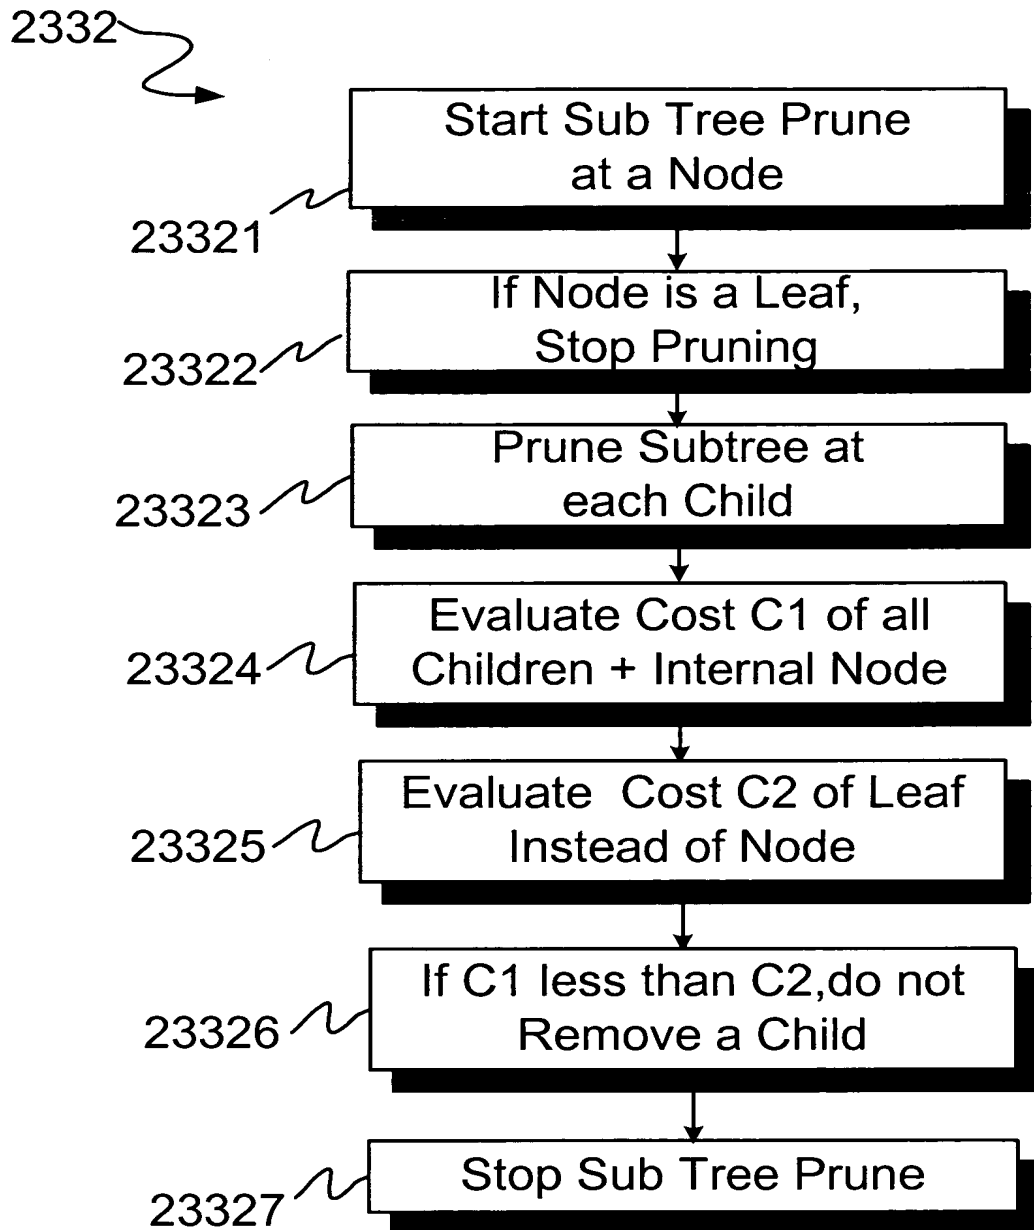 2332
Start Sub Tree Prune
at a Node
23321
If Node is a Leaf,
Stop Pruning
23322
Prune Subtree at
each Child
23323
Evaluate Cost C1 of all
Children + Internal Node
23324
Evaluate Cost C2 of Leaf
Instead of Node
23325
If C1 less than C2,do not
Remove a Child
23326
Stop Sub Tree Prune
23327